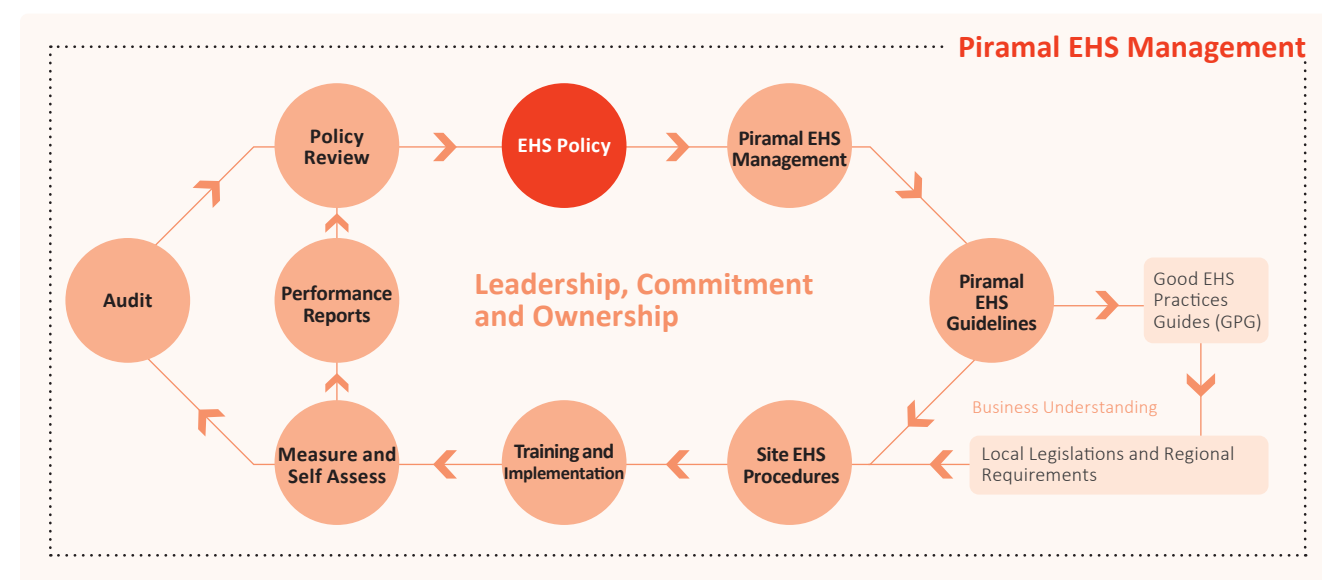 Piramal EHS Management
Policy
Review
EHS Policy
Piramal EHS
Management
Audit
Performance
Reports
Leadership, Commitment
and Ownership
Piramal
EHS
Guidelines
Good EHS
Practices
Guides (GPG)
Business Understanding
Measure and
Self Assess
Training and
Implementation
Site EHS
Procedures
Local Legislations and Regional
Requirements